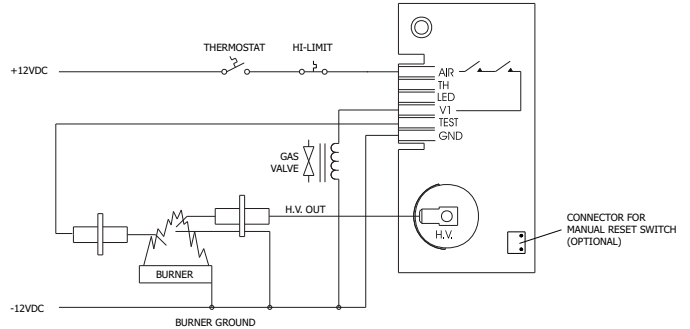 THERMOSTAT
HI-LIMIT
+12VDC
AIR
TH
LED
V1
TEST
GND
GAS
VALVE
H.V. OUT
H.V.
CONNECTOR FOR
MANUAL RESET SWITCH
(OPTIONAL)
BURNER
-12VDC
BURNER GROUND